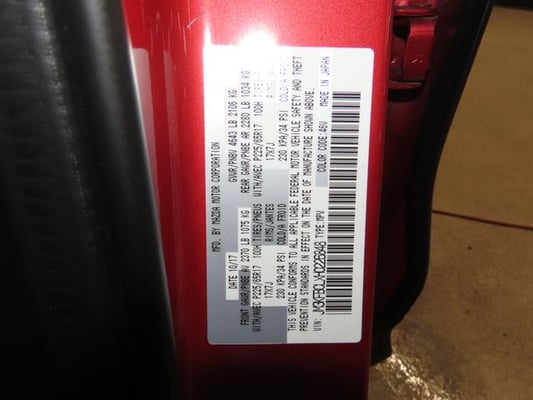 MFD. BY MAZDA MOTOR CORPORATION
DATE 10/17 GVWR/PNBV 4643 LB 2106 KG
FRONT GAWR/PNBE AV 2370 LB 1075 KG REAR GAWR/PNBE AR 2280 LB 1034 KG
WITH/AVEC P225/65R17 100H TIRES/PNEUS WITH/AVEC P225/65R17 100H TIRES/
17X7J RIMS/JANTES 17X7J RIMS/JANTES
230 KPA/34 PSI COLD/A FROID 230 KPA/34 PSI COLD/A FROID
THIS VEHICLE CONFORMS TO ALL APPLICABLE FEDERAL MOTOR VEHICLE SAFETY AND THEFT
PREVENTION STANDARDS IN EFFECT ON THE DATE OF MANUFACTURE SHOWN ABOVE.
VIN: TYPE:MPV COLOR CODE:46V MADE IN JAPAN